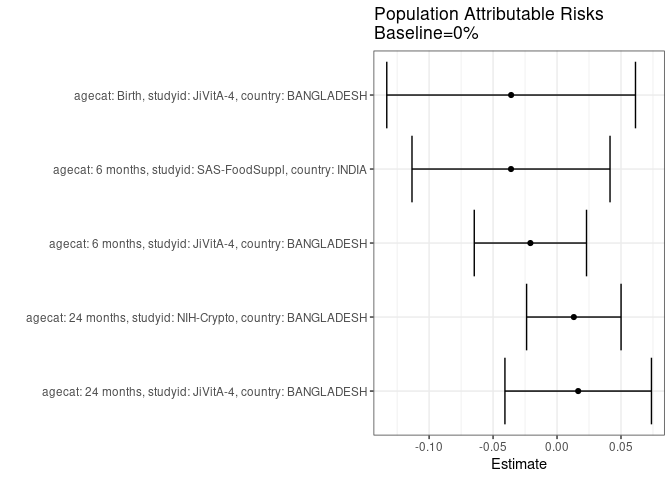 Population Attributable Risks
Baseline=0%
agecat: Birth, studyid: JiVitA-4, country: BANGLADESH
agecat: 6 months, studyid: SAS-FoodSuppl, country: INDIA
agecat: 6 months, studyid: JiVitA-4, country: BANGLADESH
agecat: 24 months, studyid: NIH-Crypto, country: BANGLADESH
agecat: 24 months, studyid: JiVitA-4, country: BANGLADESH
-0.10 -0.05 0.00 0.05
Estimate